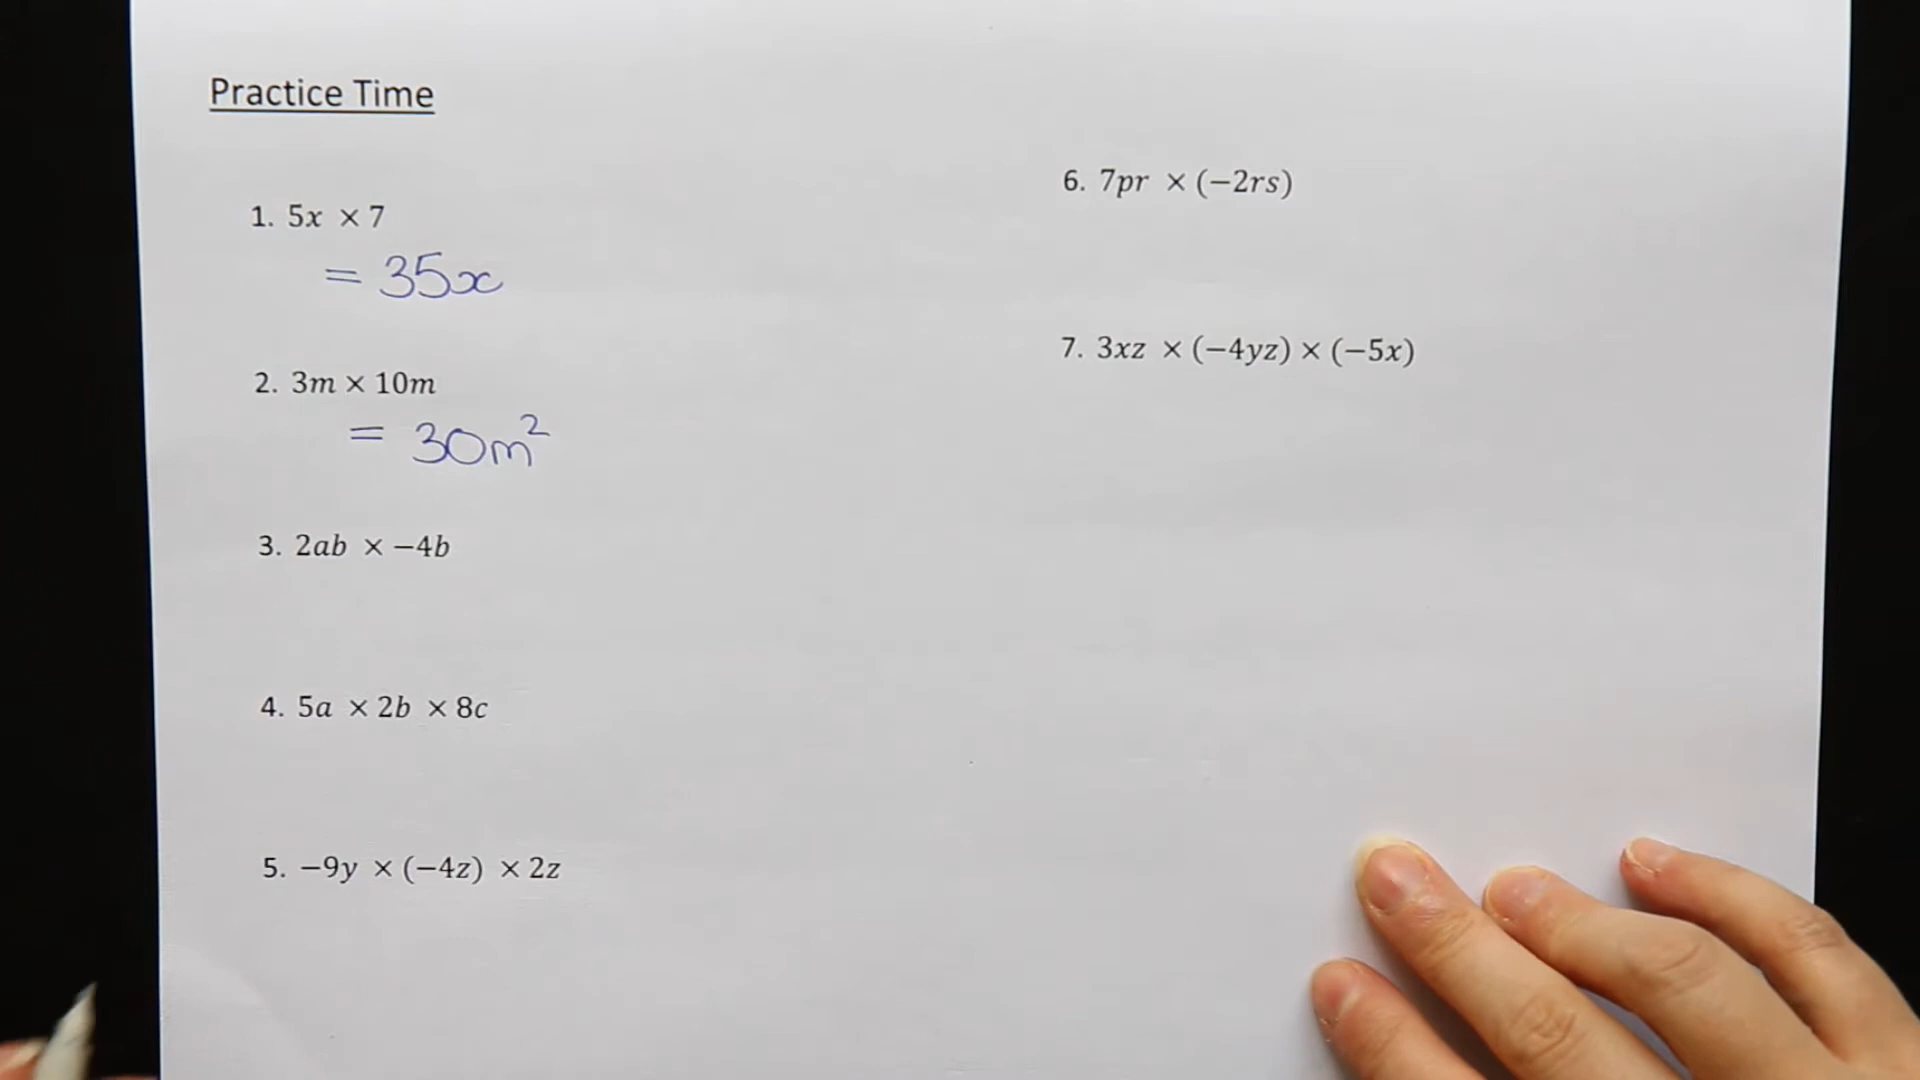 Practice Time
1. 5x × 7
= 35x
2. 3m × 10m
= 30m²
3. 2ab × −4b
4. 5a × 2b × 8c
5. −9y × (−4z) × 2z
6. 7pr × (−2rs)
7. 3xz × (−4yz) × (−5x)